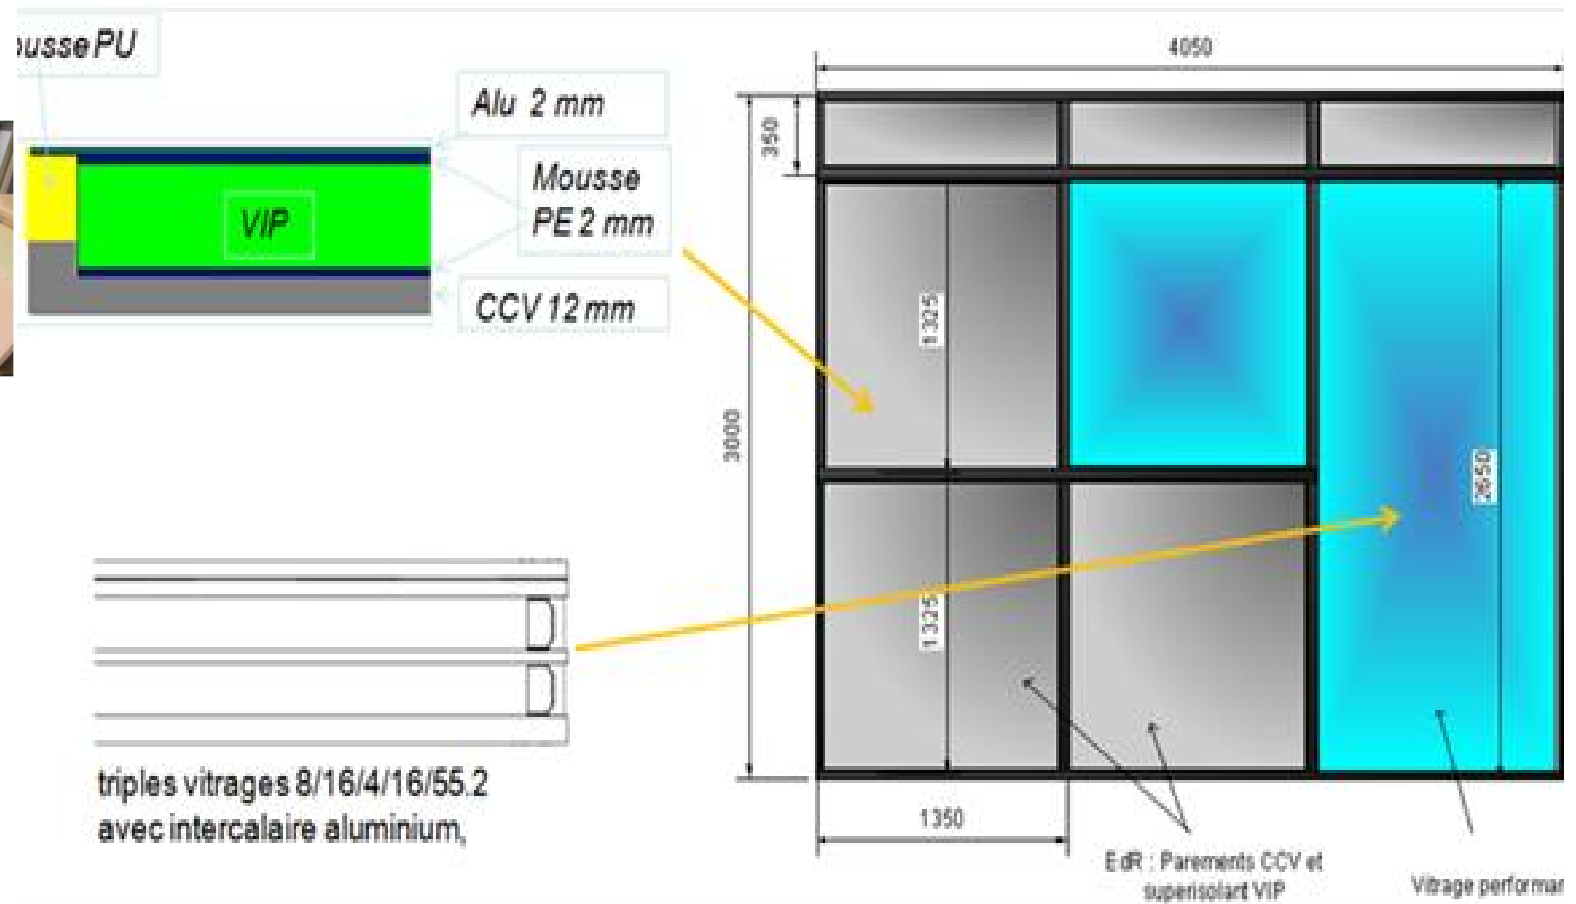 ousse PU
Alu 2 mm
Mousse
PE 2 mm
VIP
CCV 12 mm
triples vitrages 8/16/4/16/55.2
avec intercalaire aluminium,
4050
350
3000
1325
1325
2650
1350
EdR : Parements CCV et
superisolant VIP
Vitrage performan